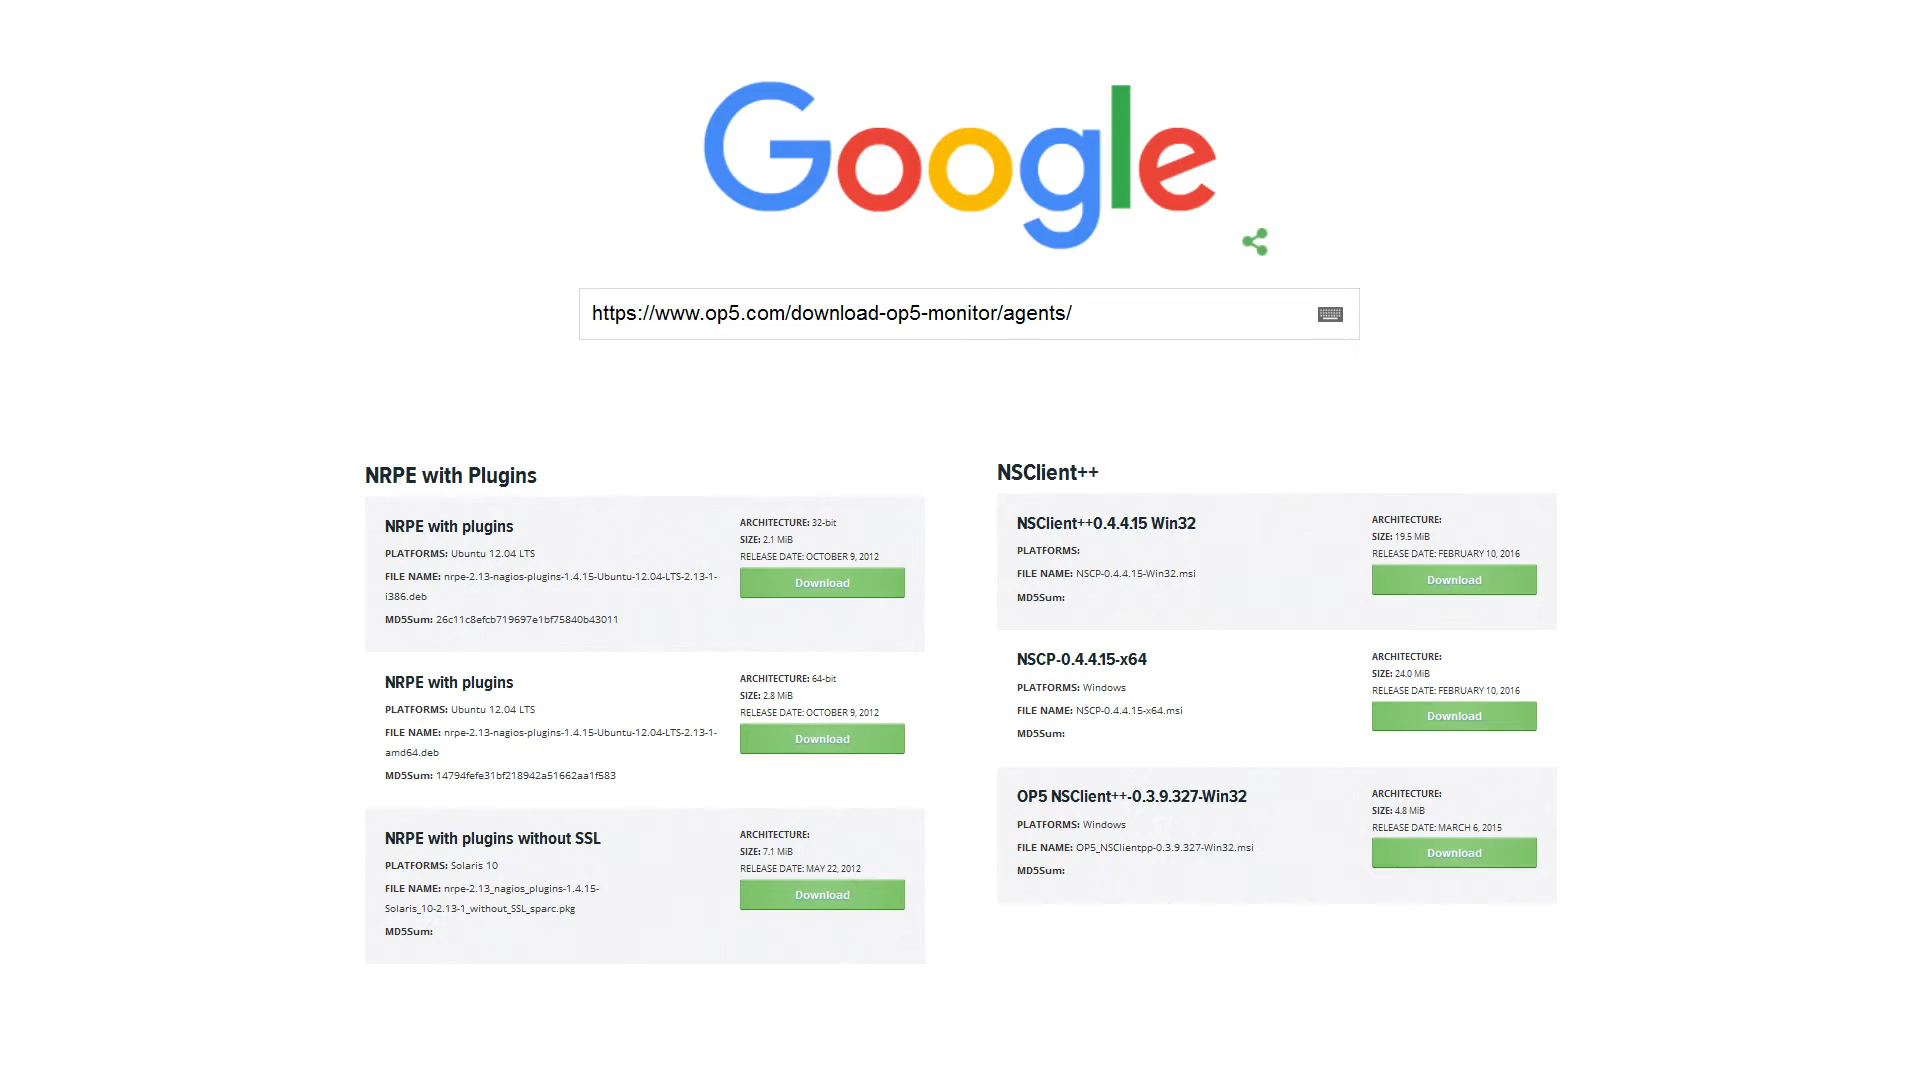 Google
https://www.op5.com/download-op5-monitor/agents/
NRPE with Plugins
NRPE with plugins
PLATFORMS: Ubuntu 12.04 LTS
FILE NAME: nrpe-2.13-nagios-plugins-1.4.15-Ubuntu-12.04-LTS-2.13-1-
i386.deb
MD5Sum: 26c11c8efcb719697e1bf75840b43011
ARCHITECTURE: 32-bit
SIZE: 2.1 MiB
RELEASE DATE: OCTOBER 9, 2012
Download
NRPE with plugins
PLATFORMS: Ubuntu 12.04 LTS
FILE NAME: nrpe-2.13-nagios-plugins-1.4.15-Ubuntu-12.04-LTS-2.13-1-
amd64.deb
MD5Sum: 14794fefe31bf218942a51662aa1f583
ARCHITECTURE: 64-bit
SIZE: 2.8 MiB
RELEASE DATE: OCTOBER 9, 2012
Download
NRPE with plugins without SSL
PLATFORMS: Solaris 10
FILE NAME: nrpe-2.13_nagios_plugins-1.4.15-
Solaris_10-2.13-1_without_SSL_sparc.pkg
MD5Sum:
ARCHITECTURE:
SIZE: 7.1 MiB
RELEASE DATE: MAY 22, 2012
Download
NSClient++
NSClient++0.4.4.15 Win32
PLATFORMS:
FILE NAME: NSCP-0.4.4.15-Win32.msi
MD5Sum:
ARCHITECTURE:
SIZE: 19.5 MiB
RELEASE DATE: FEBRUARY 10, 2016
Download
NSCP-0.4.4.15-x64
PLATFORMS: Windows
FILE NAME: NSCP-0.4.4.15-x64.msi
MD5Sum:
ARCHITECTURE:
SIZE: 24.0 MiB
RELEASE DATE: FEBRUARY 10, 2016
Download
OP5 NSClient++-0.3.9.327-Win32
PLATFORMS: Windows
FILE NAME: OP5_NSClientpp-0.3.9.327-Win32.msi
MD5Sum:
ARCHITECTURE:
SIZE: 4.8 MiB
RELEASE DATE: MARCH 6, 2015
Download